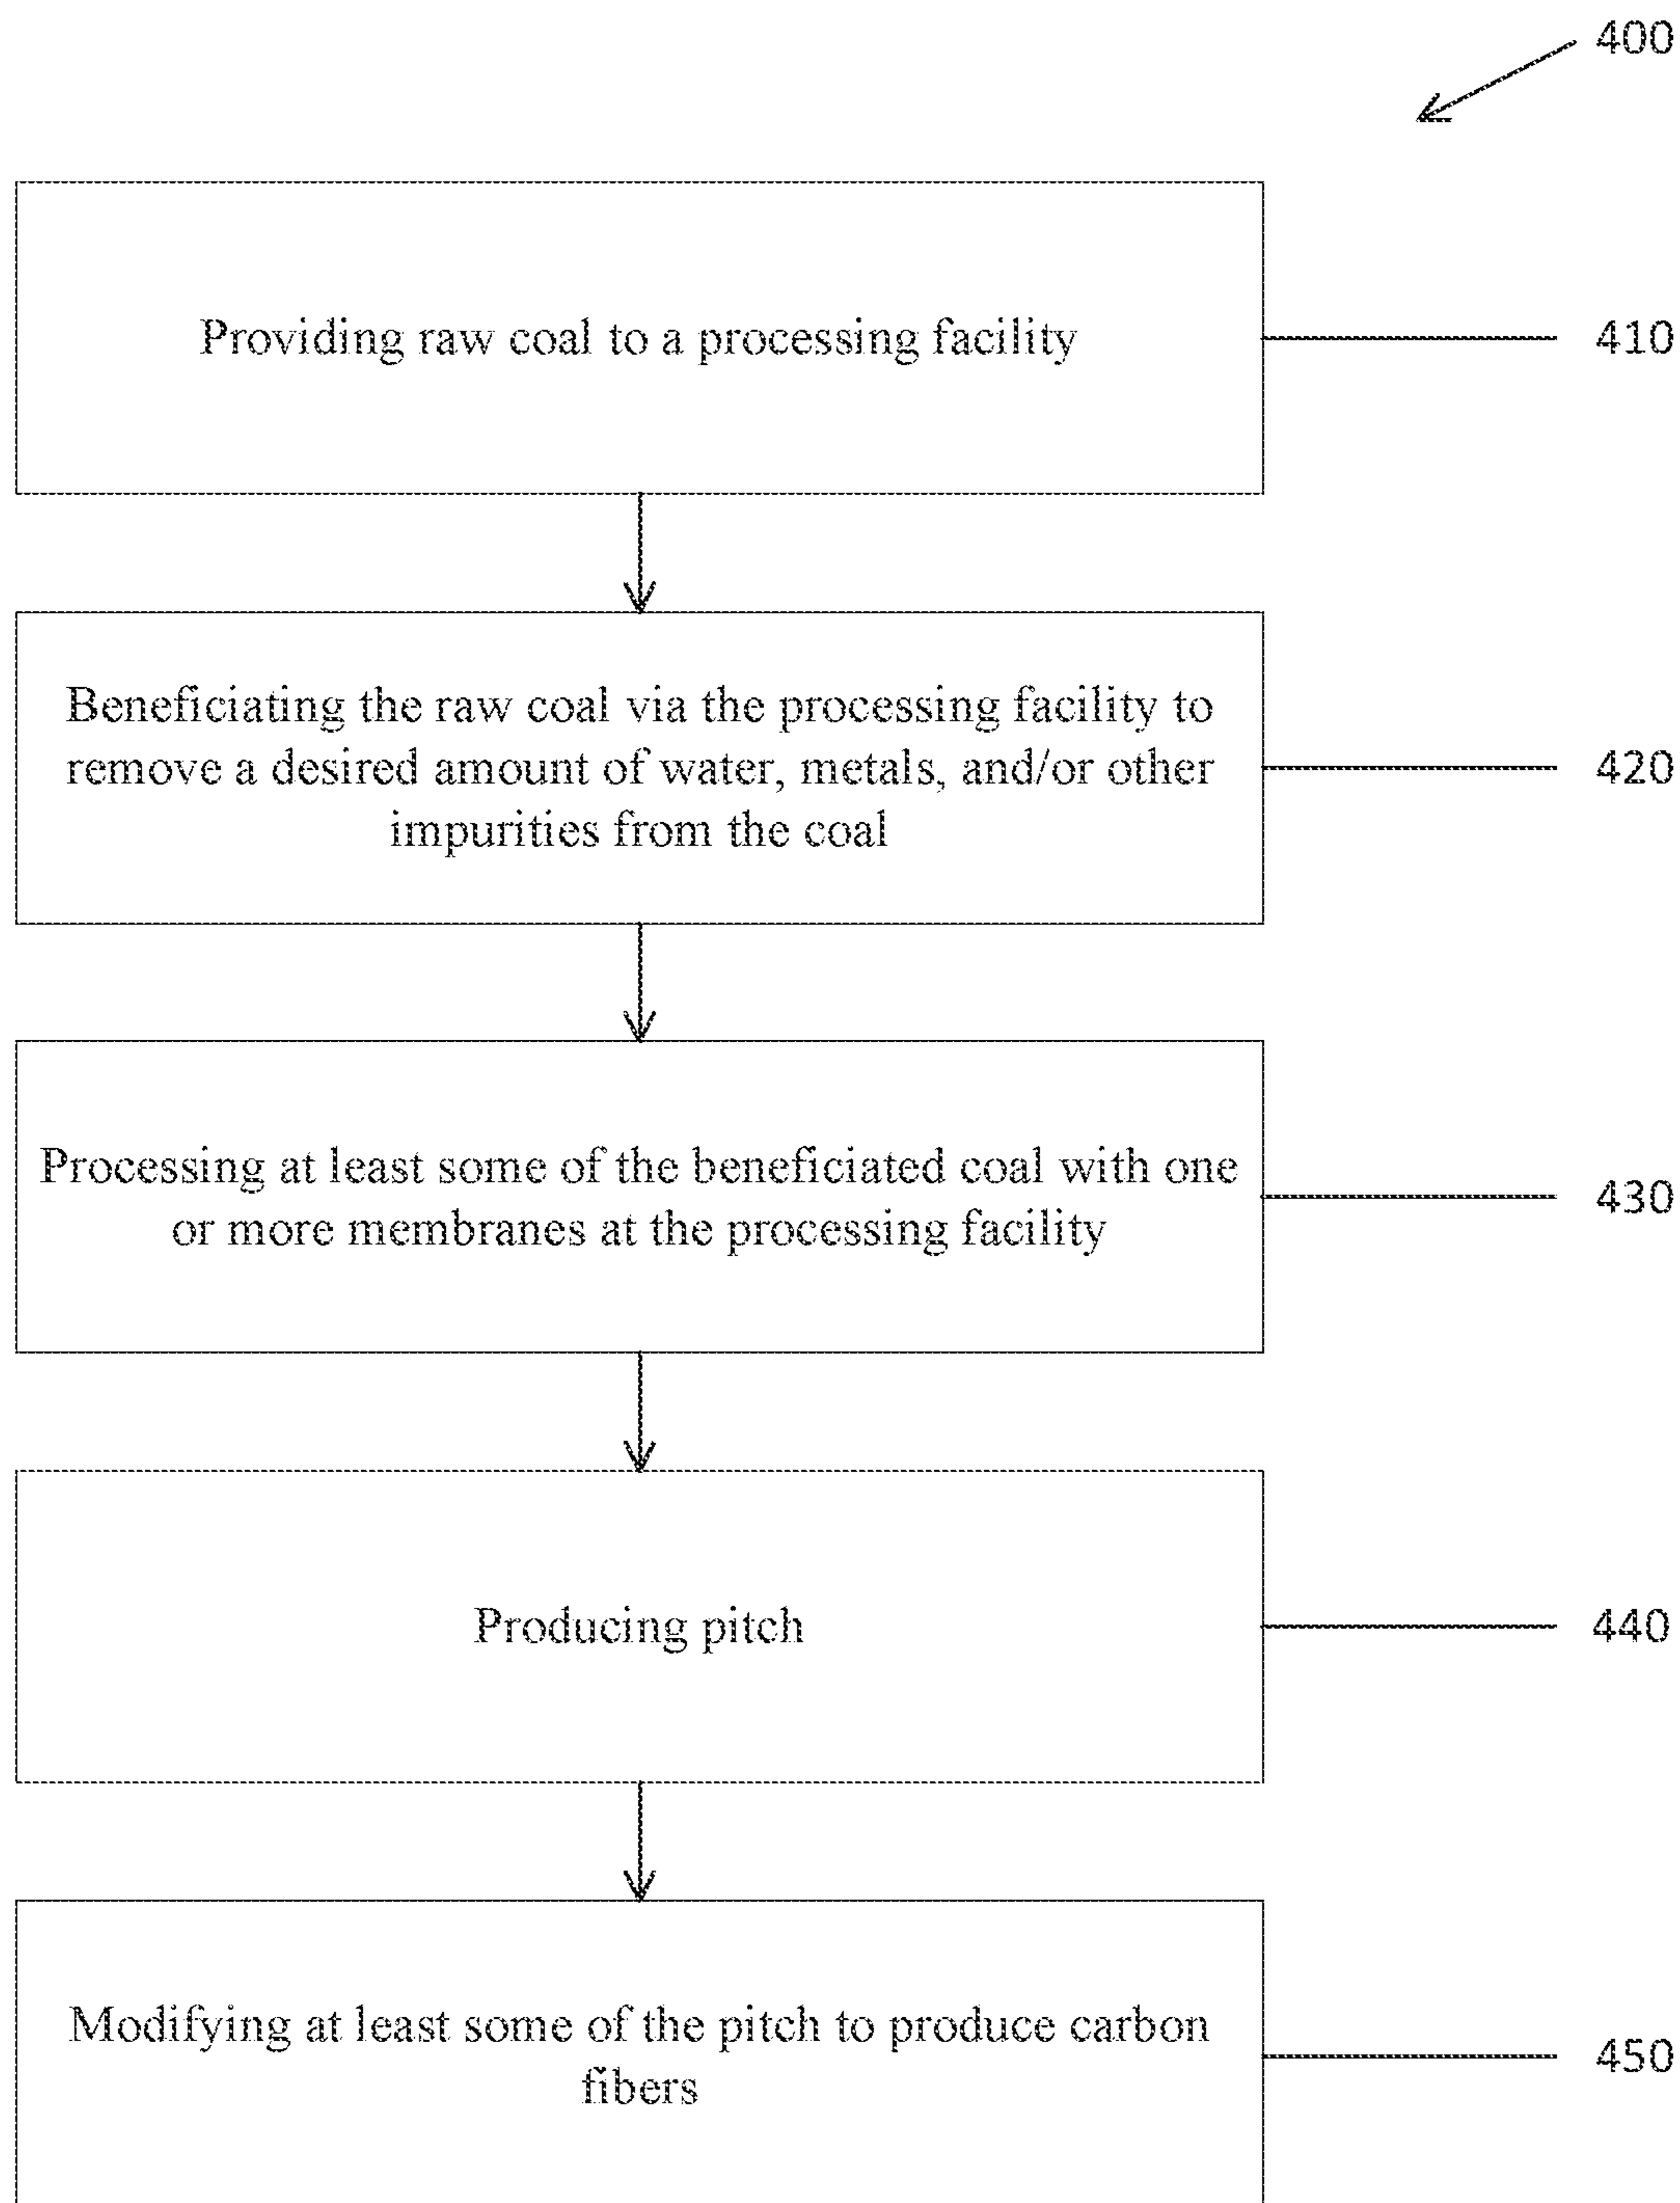 400
Providing raw coal to a processing facility
410
Beneficiating the raw coal via the processing facility to
remove a desired amount of water, metals, and/or other
impurities from the coal
420
Processing at least some of the beneficiated coal with one
or more membranes at the processing facility
430
Producing pitch
440
Modifying at least some of the pitch to produce carbon
fibers
450